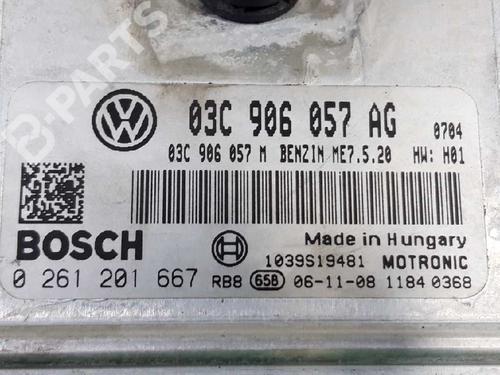 B-PARTS
03C 906 057 AG 0704
03C 906 057 M BENZIN ME7.5.20 HW: H01
BOSCH
Made in Hungary
1039S19481 MOTRONIC
0 261 201 667 RB8 658 06-11-08 1184 0368